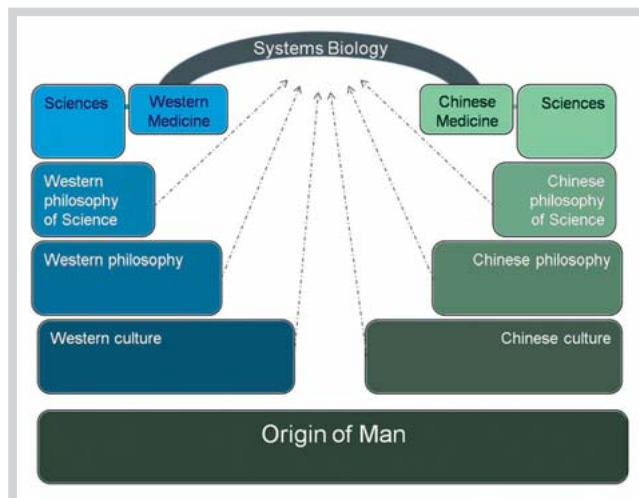 Systems Biology
Sciences
Western
Medicine
Chinese
Medicine
Sciences
Western
philosophy
of Science
Chinese
philosophy
of Science
Western philosophy
Chinese philosophy
Western culture
Chinese culture
Origin of Man